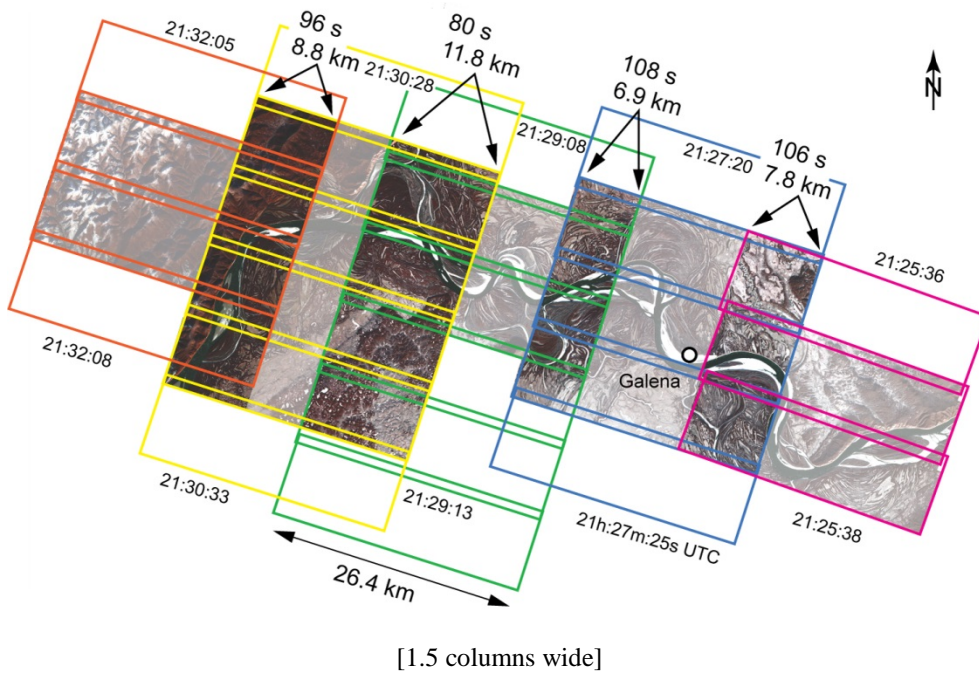 96 s
8.8 km
80 s
11.8 km
108 s
6.9 km
106 s
7.8 km
21:32:05
21:30:28
21:29:08
21:27:20
21:25:36
N
Galena
21:32:08
21:30:33
21:29:13
21h:27m:25s UTC
21:25:38
26.4 km
[1.5 columns wide]